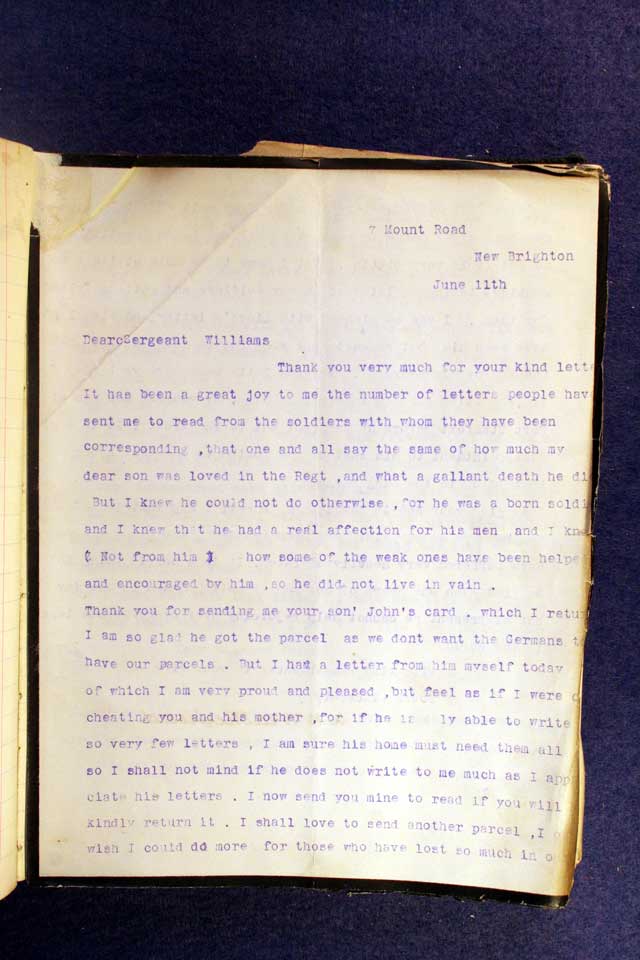 7 Mount Road
New Brighton
June 11th
DearcSergeant Williams
Thank you very much for your kind lette
It has been a great joy to me the number of letters people hav
sent me to read from the soldiers with whom they have been
corresponding ,that one and all say the same of how much my
dear son was loved in the Regt ,and what a gallant death he di
But I knew he could not do otherwise ,for he was a born soldi
and I knew that he had a real affection for his men ,and I kne
( Not from him ) how some of the weak ones have been helpe
and encouraged by him ,so he did not live in vain .
Thank you for sending me your son' John's card . which I retur
I am so glad he got the parcel as we dont want the Germans t
have our parcels . But I had a letter from him myself today
of which I am very proud and pleased ,but feel as if I were
cheating you and his mother ,for if he is ly able to write
so very few letters , I am sure his home must need them all
so I shall not mind if he does not write to me much as I app
ciate his letters . I now send you mine to read if you will
kindly return it . I shall love to send another parcel ,I o
wish I could do more for those who have lost so much in o